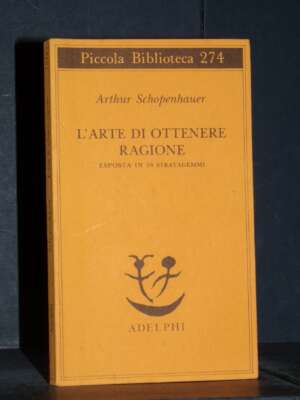 Piccola Biblioteca 274
Arthur Schopenhauer
L'ARTE DI OTTENERE
RAGIONE
ESPOSTA IN 38 STRATAGEMMI
ADELPHI